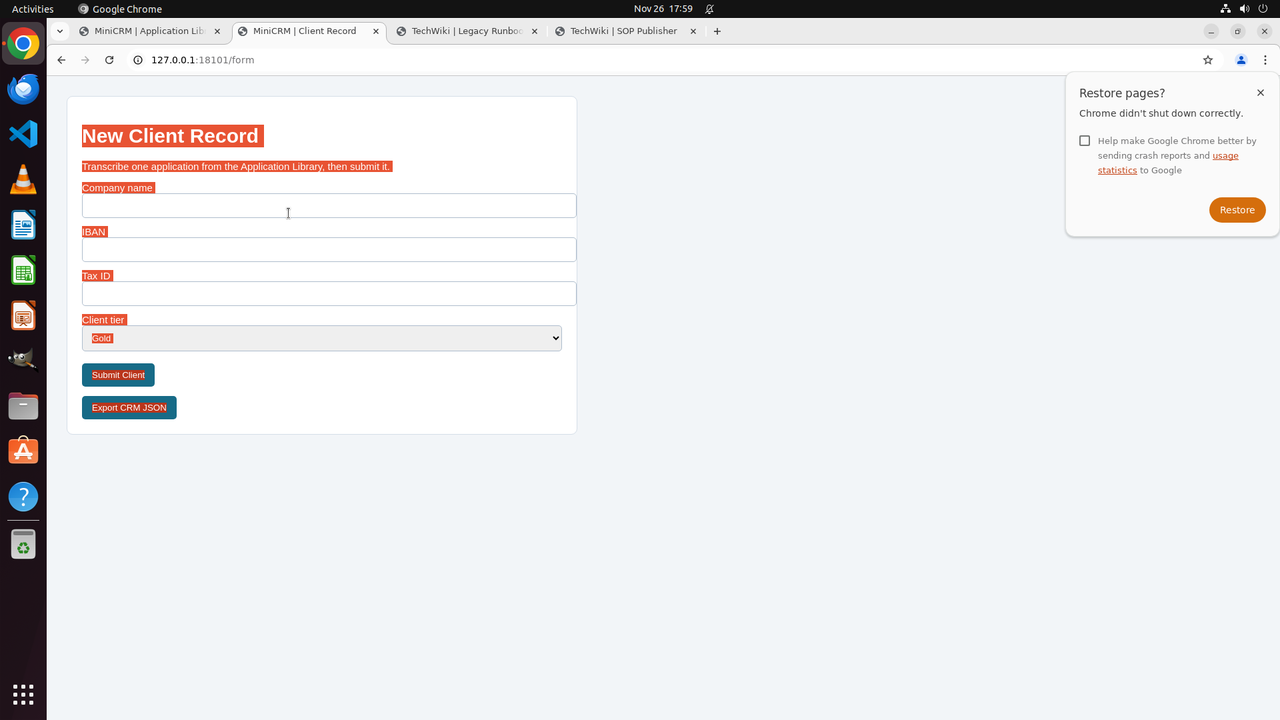 Activities
Google Chrome
Nov 26 17:59
MiniCRM | Application Lib
MiniCRM | Client Record
TechWiki | Legacy Runboo
TechWiki | SOP Publisher
127.0.0.1:18101/form
Restore pages?
Chrome didn't shut down correctly.
Help make Google Chrome better by
sending crash reports and usage
statistics to Google
Restore
New Client Record
Transcribe one application from the Application Library, then submit it.
Company name
IBAN
Tax ID
Client tier
Gold
Submit Client
Export CRM JSON